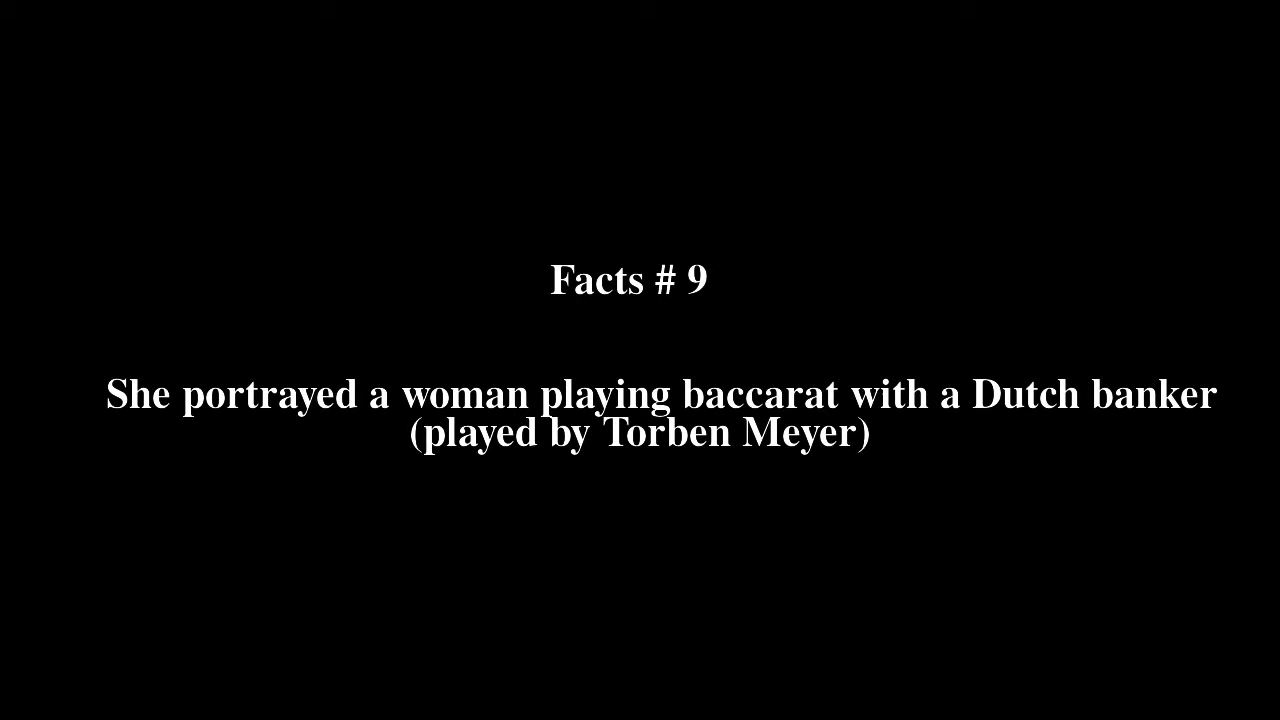 Facts # 9
She portrayed a woman playing baccarat with a Dutch banker
(played by Torben Meyer)